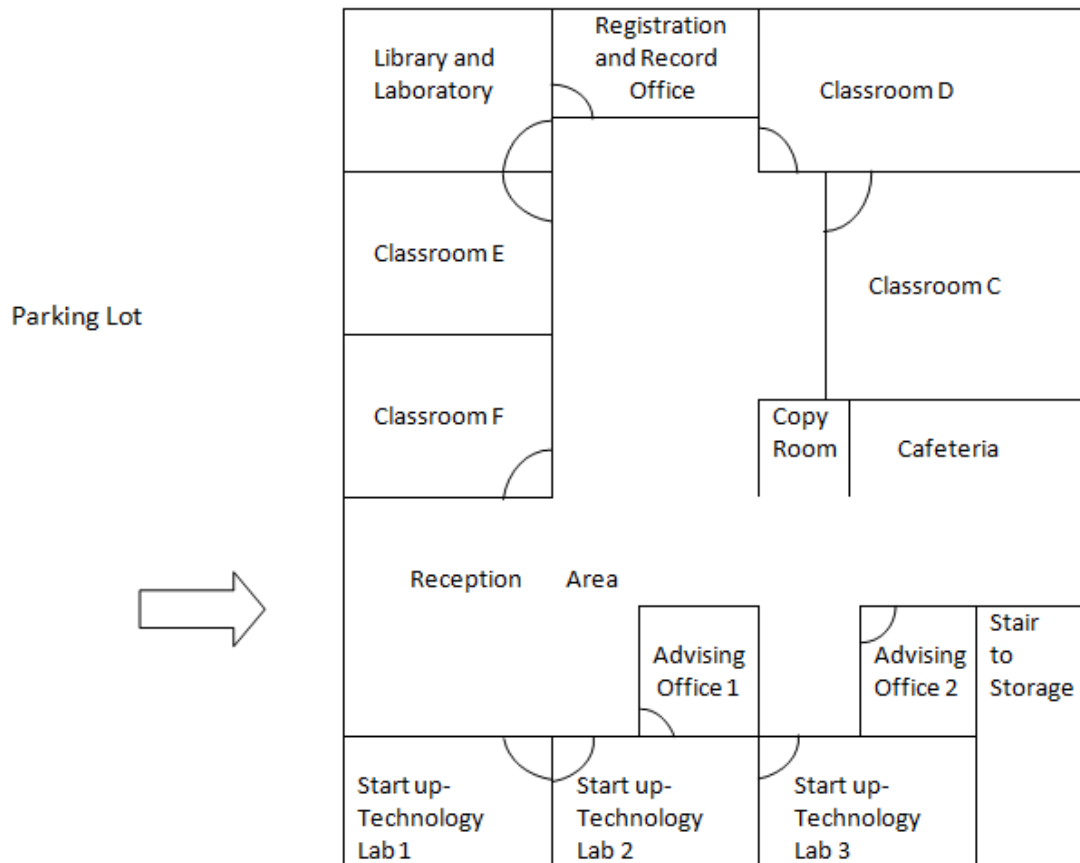 Library and
Laboratory
Registration
and Record
Office
Classroom D
Classroom E
Classroom C
Parking Lot
Classroom F
Copy
Room
Cafeteria
Reception Area
Advising
Office 1
Advising
Office 2
Stair
to
Storage
Start up-
Technology
Lab 1
Start up-
Technology
Lab 2
Start up-
Technology
Lab 3